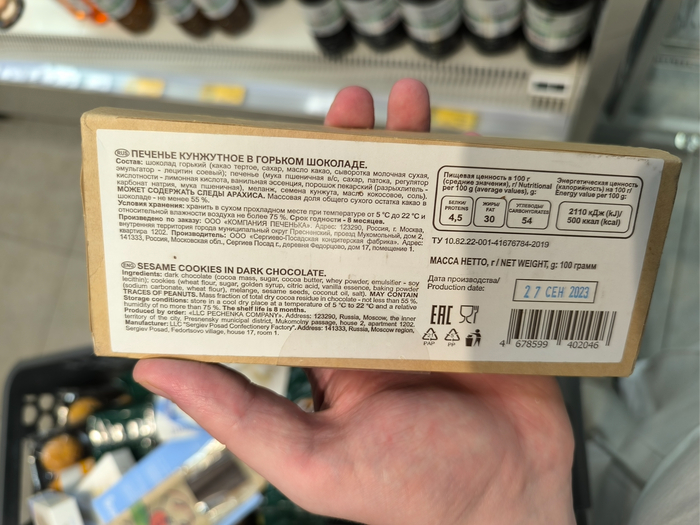 RUS ПЕЧЕНЬЕ КУНЖУТНОЕ В ГОРЬКОМ ШОКОЛАДЕ.
Состав: шоколад горький (какао тертое, сахар, масло какао, сыворотка молочная сухая,
эмульгатор - лецитин соевый); печенье (мука пшеничная в/с, сахар, патока, регулятор
кислотности - лимонная кислота, ванильная эссенция, порошок пекарский (разрыхлитель -
карбонат натрия, мука пшеничная), меланж, семена кунжута, масло кокосовое, соль).
МОЖЕТ СОДЕРЖАТЬ СЛЕДЫ АРАХИСА. Массовая доля общего сухого остатка какао в
шоколаде - не менее 55 %.
Условия хранения: хранить в сухом прохладном месте при температуре от 5 °C до 22 °C и
относительной влажности воздуха не более 75 %. Срок годности - 8 месяцев.
Произведено по заказу: ООО «КОМПАНИЯ ПЕЧЕНЬКА». Адрес: 123290, Россия, г. Москва,
внутренняя территория города муниципальный округ Пресненский, проезд Мукомольный, дом 2,
квартира 1202. Производитель: ООО «Сергиево-Посадская кондитерская фабрика». Адрес:
141333, Россия, Московская обл., Сергиев Посад г., деревня Федорово, дом 17, помещение 1.
ENG SESAME COOKIES IN DARK CHOCOLATE.
Ingredients: dark chocolate (cocoa mass, sugar, cocoa butter, whey powder, emulsifier - soy
lecithin); cookies (wheat flour, sugar, golden syrup, citric acid, vanilla essence, baking powder
(sodium carbonate, wheat flour), melange, sesame seeds, coconut oil, salt). MAY CONTAIN
TRACES OF PEANUTS. Mass fraction of total dry cocoa residue in chocolate - not less than 55 %.
Storage conditions: store in a cool dry place at a temperature of 5 °C to 22 °C and a relative
humidity of no more than 75 %. The shelf life is 8 months.
Produced by order: «LLC PECHENKA COMPANY». Address: 123290, Russia, Moscow, the inner
territory of the city, Presnensky municipal district, Mukomolny passage, house 2, apartment 1202.
Manufacturer: LLC "Sergiev Posad Confectionery Factory". Address: 141333, Russia, Moscow region,
Sergiev Posad, Fedortsovo village, house 17, room 1.
Пищевая ценность в 100 г
(средние значения), г/ Nutritional
per 100 g (average values), g:
Энергетическая ценность
(калорийность) на 100 г/
Energy value per 100 g:
БЕЛКИ/
PROTEINS
4,5
ЖИРЫ/
FAT
30
УГЛЕВОДЫ/
CARBOHYDRATES
54
2110 кДж (kJ)/
500 ккал (kcal)
ТУ 10.82.22-001-41676784-2019
МАССА НЕТТО, г/ NET WEIGHT, g: 100 грамм
Дата производства/
Production date:
27 СЕН 2023
EAC
PAP
PP
4 678599 402046